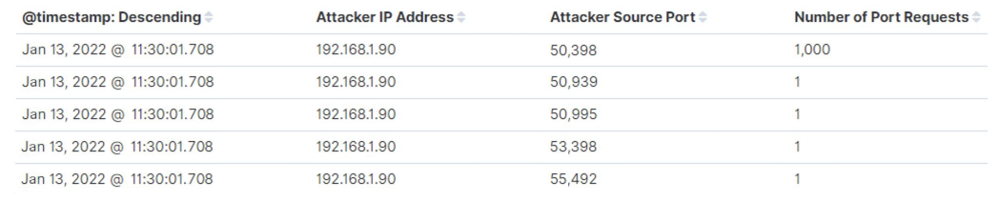 @timestamp: Descending Attacker IP Address Attacker Source Port Number of Port Requests
Jan 13, 2022 @ 11:30:01.708 192.168.1.90 50,398 1,000
Jan 13, 2022 @ 11:30:01.708 192.168.1.90 50,939 1
Jan 13, 2022 @ 11:30:01.708 192.168.1.90 50,995 1
Jan 13, 2022 @ 11:30:01.708 192.168.1.90 53,398 1
Jan 13, 2022 @ 11:30:01.708 192.168.1.90 55,492 1